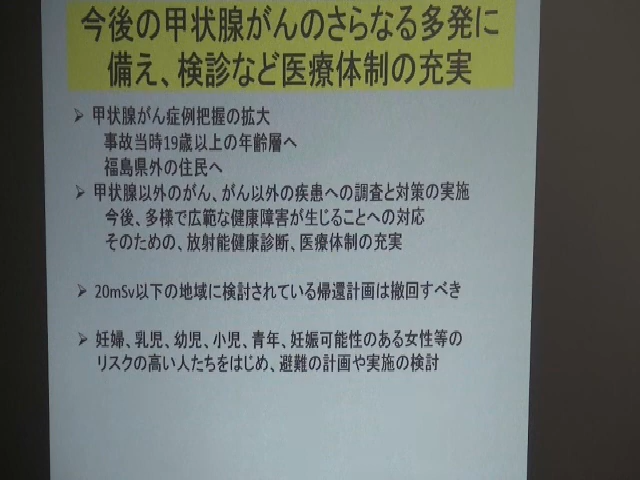 今後の甲状腺がんのさらなる多発に
備え、検診など医療体制の充実
➢ 甲状腺がん症例把握の拡大
事故当時19歳以上の年齢層へ
福島県外の住民へ
➢ 甲状腺以外のがん、がん以外の疾患への調査と対策の実施
今後、多様で広範な健康障害が生じることへの対応
そのための、放射能健康診断、医療体制の充実
➢ 20mSv以下の地域に検討されている帰還計画は撤回すべき
➢ 妊婦、乳児、幼児、小児、青年、妊娠可能性のある女性等の
リスクの高い人たちをはじめ、避難の計画や実施の検討